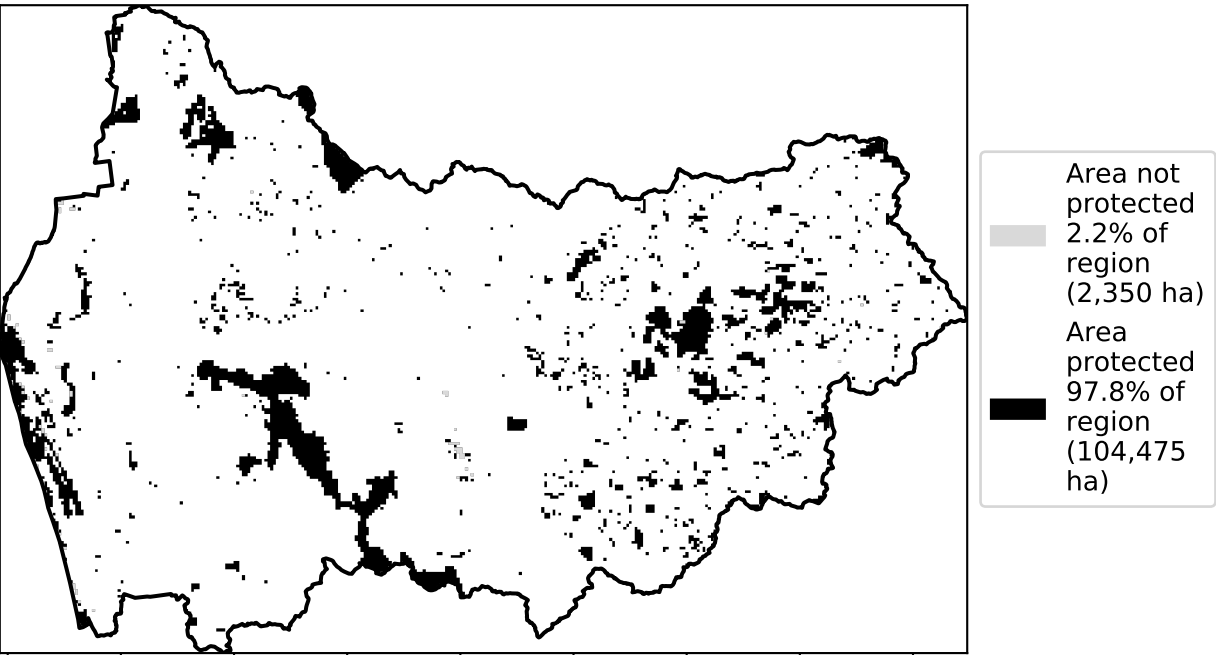 Area not
protected
2.2% of
region
(2,350 ha)
Area
protected
97.8% of
region
(104,475
ha)